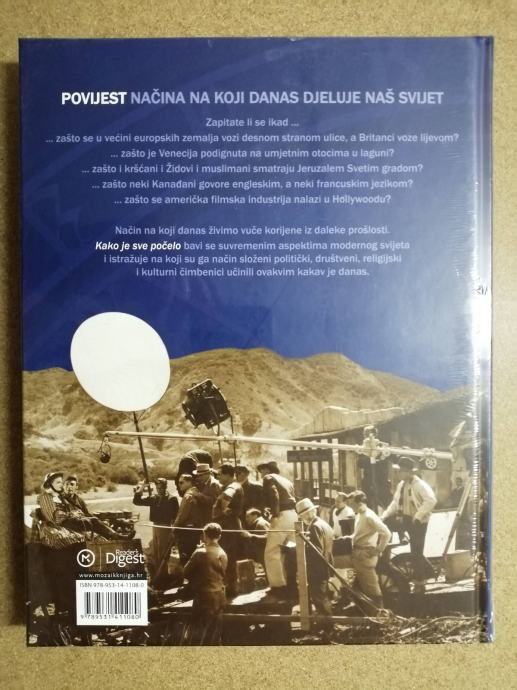 POVIJEST NAČINA NA KOJI DANAS DJELUJE NAŠ SVIJET
Zapitate li se ikad ...
... zašto se u većini europskih zemalja vozi desnom stranom ulice, a Britanci voze lijevom?
... zašto je Venecija podignuta na umjetnim otocima u laguni?
... zašto i kršćani i Židovi i muslimani smatraju Jeruzalem Svetim gradom?
... zašto neki Kanađani govore engleskim, a neki francuskim jezikom?
... zašto se američka filmska industrija nalazi u Hollywoodu?
Način na koji danas živimo vuče korijene iz daleke prošlosti.
Kako je sve počelo bavi se suvremenim aspektima modernog svijeta
i istražuje na koji su ga način složeni politički, društveni, religijski
i kulturni čimbenici učinili ovakvim kakav je danas.
M
Reader's
Digest
www.mozaikknjiga.hr
ISBN 978-953-14-1108-0
9789531411080